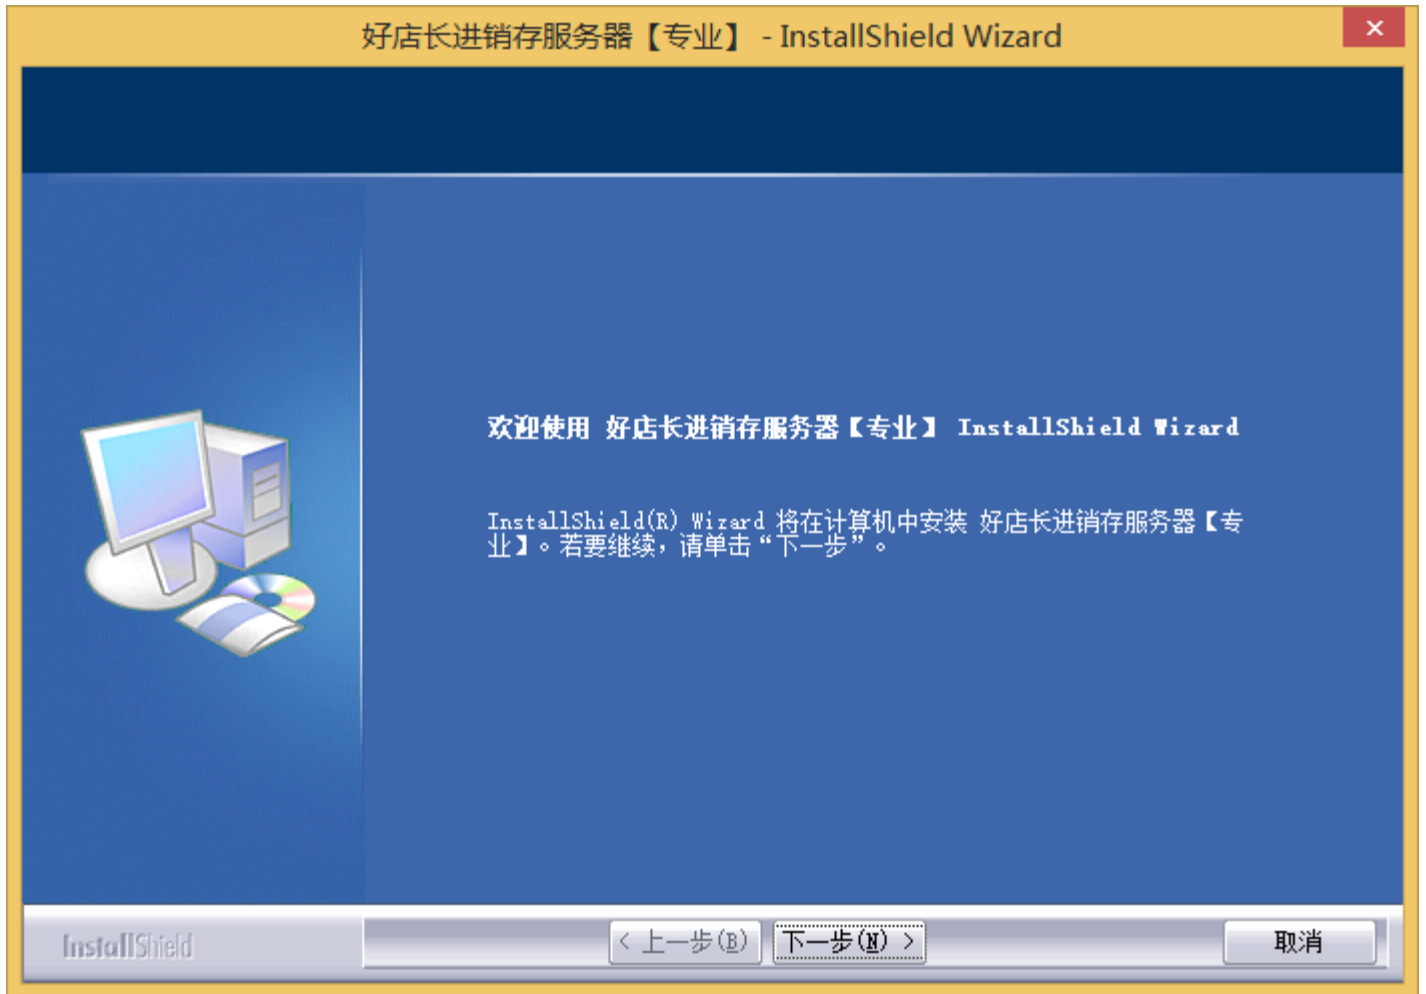 好店长进销存服务器【专业】 - InstallShield Wizard
欢迎使用 好店长进销存服务器【专业】 InstallShield Wizard
InstallShield(R) Wizard 将在计算机中安装 好店长进销存服务器【专
业】。若要继续，请单击“下一步”。
InstallShield
< 上一步(B)
下一步(N) >
取消